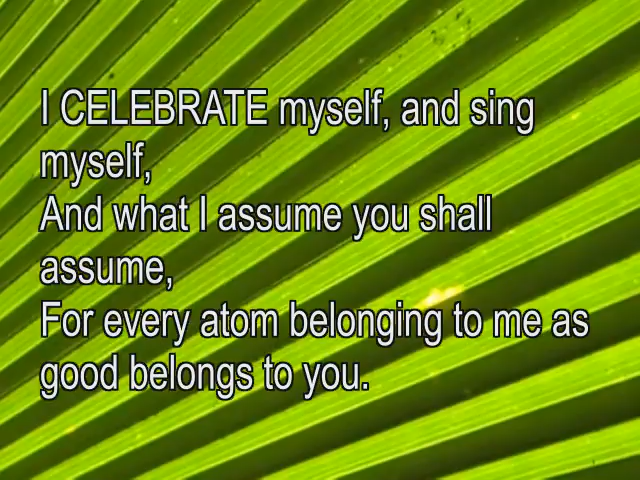 I CELEBRATE myself, and sing
myself,
And what I assume you shall
assume,
For every atom belonging to me as
good belongs to you.